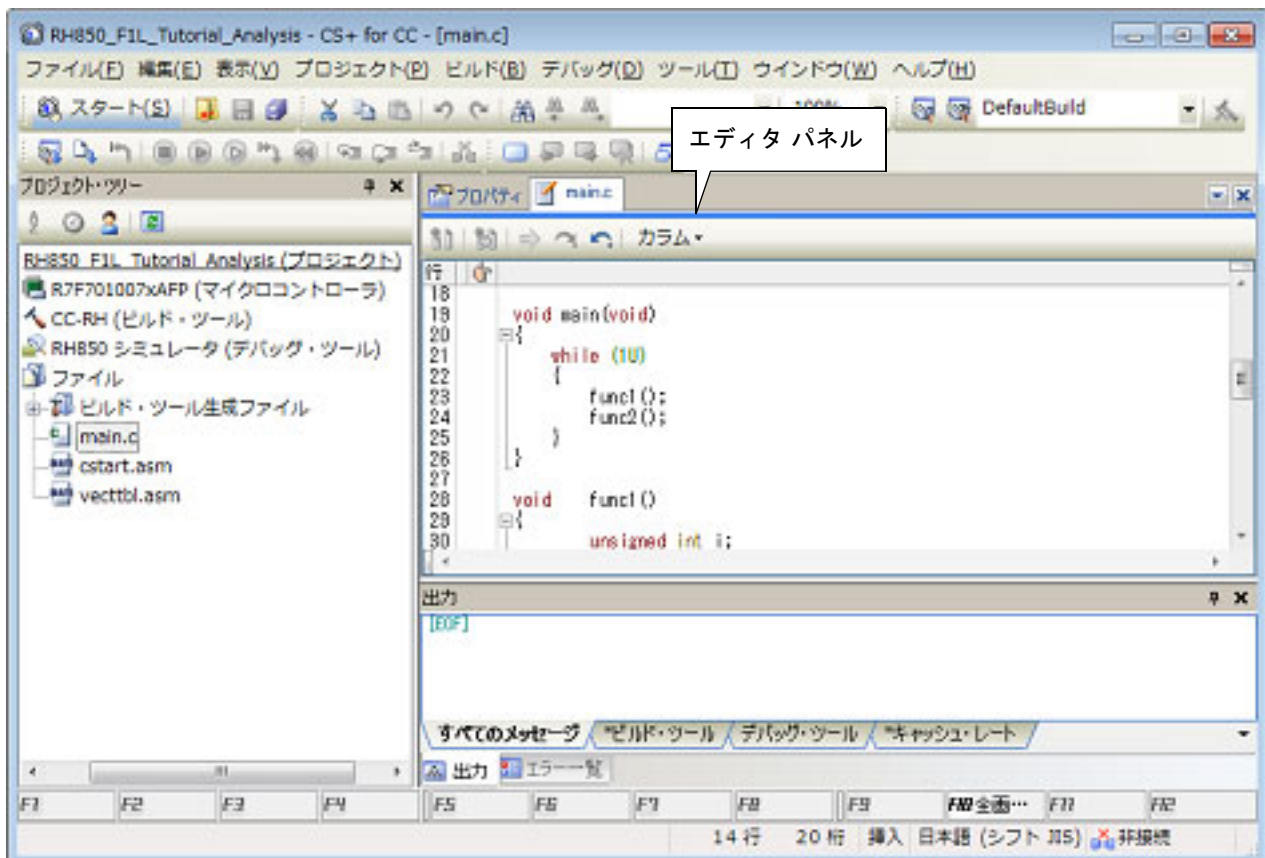 RH850_F1L_Tutorial_Analysis - CS+ for CC - [main.c]
ファイル(F) 編集(E) 表示(V) プロジェクト(P) ビルド(B) デバッグ(D) ツール(T) ウインドウ(W) ヘルプ(H)
スタート(S) 100% DefaultBuild
エディタ パネル
プロジェクト・ツリー
プロパティ main.c
カラム
RH850_F1L_Tutorial_Analysis (プロジェクト)
R7F701007xAFP (マイクロコントローラ)
CC-RH (ビルド・ツール)
RH850 シミュレータ (デバッグ・ツール)
ファイル
ビルド・ツール生成ファイル
main.c
cstart.asm
vecttbl.asm
行
18
19 void main(void)
20 {
21 while (1U)
22 {
23 func1();
24 func2();
25 }
26 }
27
28 void func1()
29 {
30 unsigned int i;
出力
[EOF]
すべてのメッセージ *ビルド・ツール デバッグ・ツール *キャッシュ・レート
出力 エラー一覧
F1 F2 F3 F4 F5 F6 F7 F8 F9 F10 全画… F11 F12
14 行 20 桁 挿入 日本語 (シフト JIS) 非接続